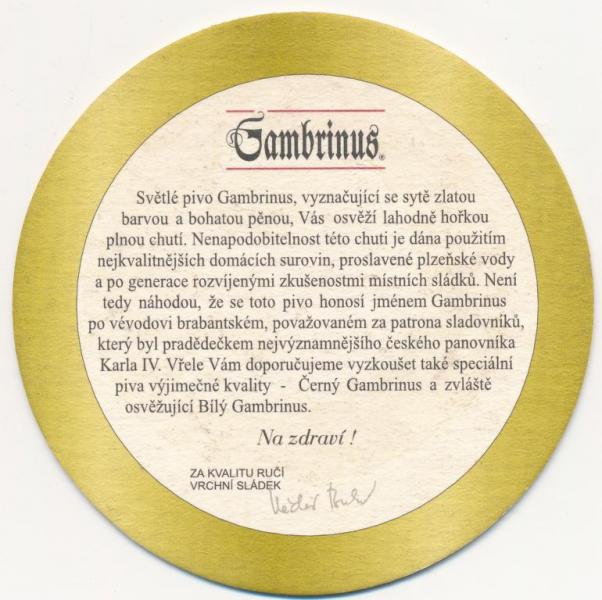 Gambrinus®
Světlé pivo Gambrinus, vyznačující se sytě zlatou
barvou a bohatou pěnou, Vás osvěží lahodně hořkou
plnou chutí. Nenapodobitelnost této chuti je dána použitím
nejkvalitnějších domácích surovin, proslavené plzeňské vody
a po generace rozvíjenými zkušenostmi místních sládků. Není
tedy náhodou, že se toto pivo honosí jménem Gambrinus
po vévodovi brabantském, považovaném za patrona sladovníků,
který byl pradědečkem nejvýznamnějšího českého panovníka
Karla IV. Vřele Vám doporučujeme vyzkoušet také speciální
piva výjimečné kvality - Černý Gambrinus a zvláště
osvěžující Bílý Gambrinus.
Na zdraví !
ZA KVALITU RUČÍ
VRCHNÍ SLÁDEK